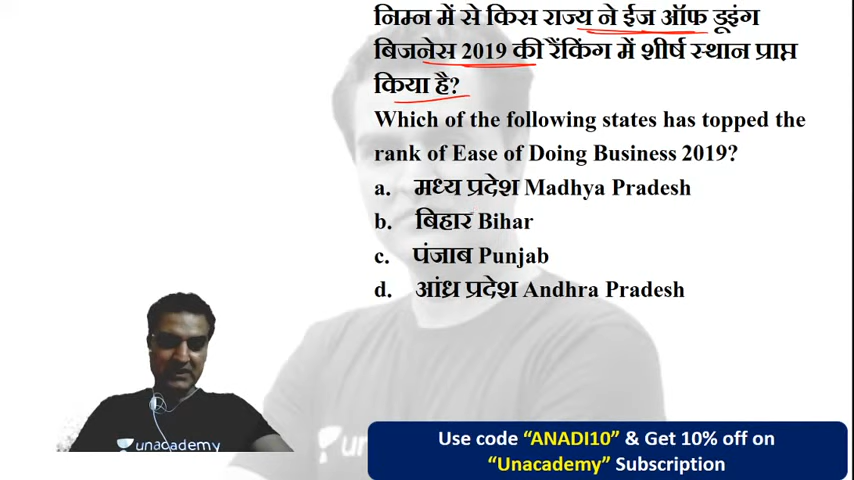 निम्न में से किस राज्य ने ईज ऑफ डूइंग
बिजनेस 2019 की रैंकिंग में शीर्ष स्थान प्राप्त
किया है?
Which of the following states has topped the
rank of Ease of Doing Business 2019?
a. मध्य प्रदेश Madhya Pradesh
b. बिहार Bihar
c. पंजाब Punjab
d. आंध्र प्रदेश Andhra Pradesh
unacademy
un
Use code “ANADI10” & Get 10% off on
“Unacademy” Subscription